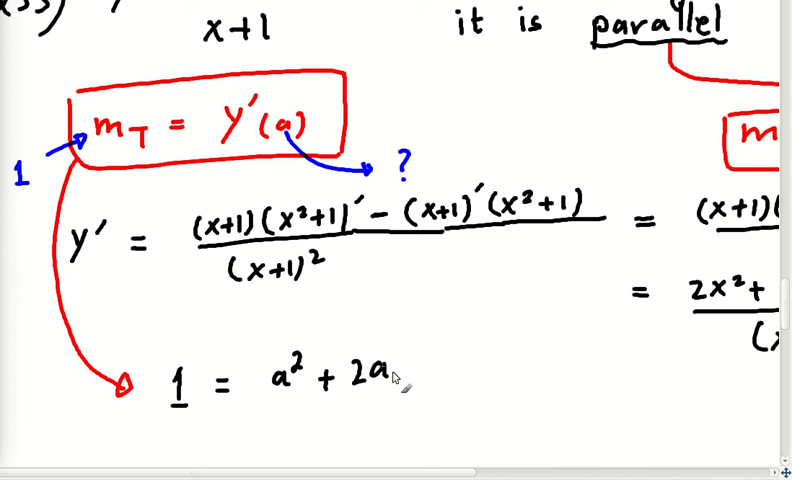 it is parallel
x+1
m_T = y'(a)
1
?
y' = (x+1)(x²+1)' − (x+1)'(x²+1) / (x+1)² = (x+1)(
= 2x²+
1 = a² + 2a
m